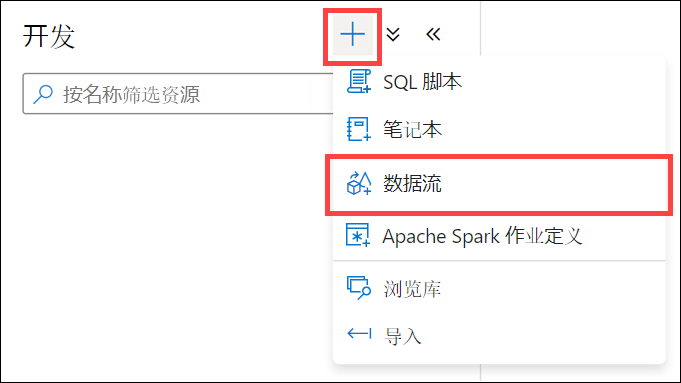 开发
按名称筛选资源
SQL 脚本
笔记本
数据流
Apache Spark 作业定义
浏览库
导入